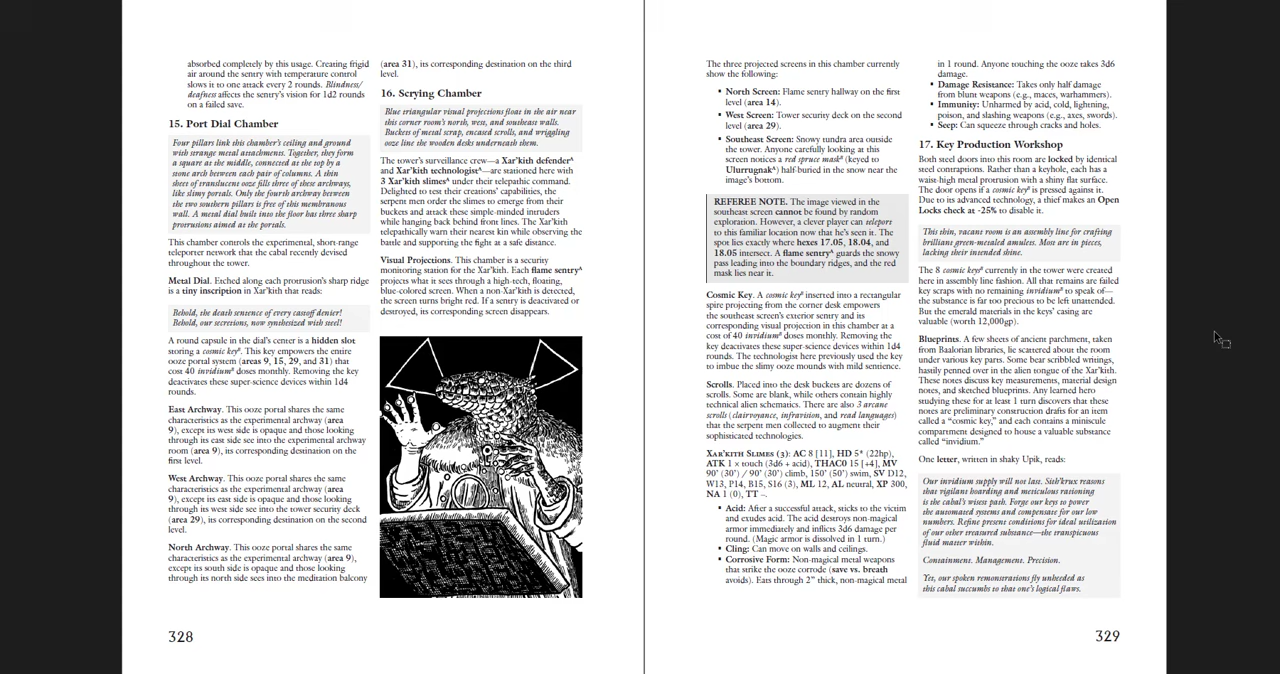 absorbed completely by this usage. Creating frigid
air around the sentry with temperature control
slows it to one attack every 2 rounds. Blindness/
deafness affects the sentry's vision for 1d2 rounds
on a failed save.
15. Port Dial Chamber
Four pillars link this chamber's ceiling and ground
with strange metal attachments. Together, they form
a square at the middle, connected at the top by a
stone arch between each pair of columns. A thin
sheet of translucent ooze fills three of these archways,
like slimy portals. Only the fourth archway between
the two southern pillars is free of this membranous
wall. A metal dial built into the floor has three sharp
protrusions aimed at the portals.
This chamber controls the experimental, short-range
teleporter network that the cabal recently devised
throughout the tower.
Metal Dial. Etched along each protrusion's sharp ridge
is a tiny inscription in Xar'kith that reads:
Behold, the death sentence of every castoff denier!
Behold, our secretions, now synthesized with steel!
A round capsule in the dial's center is a hidden slot
storing a cosmic keyR. This key empowers the entire
ooze portal system (areas 9, 15, 29, and 31) that
cost 40 invidiumR doses monthly. Removing the key
deactivates these super-science devices within 1d4
rounds.
East Archway. This ooze portal shares the same
characteristics as the experimental archway (area
9), except its west side is opaque and those looking
through its east side see into the experimental archway
room (area 9), its corresponding destination on the
first level.
West Archway. This ooze portal shares the same
characteristics as the experimental archway (area
9), except its east side is opaque and those looking
through its west side see into the tower security deck
(area 29), its corresponding destination on the second
level.
North Archway. This ooze portal shares the same
characteristics as the experimental archway (area 9),
except its south side is opaque and those looking
through its north side sees into the meditation balcony
(area 31), its corresponding destination on the third
level.
16. Scrying Chamber
Blue triangular visual projections float in the air near
this corner room's north, west, and southeast walls.
Buckets of metal scrap, encased scrolls, and wriggling
ooze line the wooden desks underneath them.
The tower's surveillance crew—a Xar'kith defenderA
and Xar'kith technologistA—are stationed here with
3 Xar'kith slimesA under their telepathic command.
Delighted to test their creations' capabilities, the
serpent men order the slimes to emerge from their
buckets and attack these simple-minded intruders
while hanging back behind front lines. The Xar'kith
telepathically warn their nearest kin while observing the
battle and supporting the fight at a safe distance.
Visual Projections. This chamber is a security
monitoring station for the Xar'kith. Each flame sentryA
projects what it sees through a high-tech, floating,
blue-colored screen. When a non-Xar'kith is detected,
the screen turns bright red. If a sentry is deactivated or
destroyed, its corresponding screen disappears.
328
The three projected screens in this chamber currently
show the following:
• North Screen: Flame sentry hallway on the first
level (area 14).
• West Screen: Tower security deck on the second
level (area 29).
• Southeast Screen: Snowy tundra area outside
the tower. Anyone carefully looking at this
screen notices a red spruce maskR (keyed to
UlurrugnakA) half-buried in the snow near the
image's bottom.
REFEREE NOTE. The image viewed in the
southeast screen cannot be found by random
exploration. However, a clever player can teleport
to this familiar location now that he's seen it. The
spot lies exactly where hexes 17.05, 18.04, and
18.05 intersect. A flame sentryA guards the snowy
pass leading into the boundary ridges, and the red
mask lies near it.
Cosmic Key. A cosmic keyR inserted into a rectangular
spire projecting from the corner desk empowers
the southeast screen's exterior sentry and its
corresponding visual projection in this chamber at a
cost of 40 invidiumR doses monthly. Removing the
key deactivates these super-science devices within 1d4
rounds. The technologist here previously used the key
to imbue the slimy ooze mounds with mild sentience.
Scrolls. Placed into the desk buckets are dozens of
scrolls. Some are blank, while others contain highly
technical alien schematics. There are also 3 arcane
scrolls (clairvoyance, infravision, and read languages)
that the serpent men collected to augment their
sophisticated technologies.
Xar'kith Slimes (3): AC 8 [11], HD 5* (22hp),
ATK 1 × touch (3d6 + acid), THAC0 15 [+4], MV
90' (30') / 90' (30') climb, 150' (50') swim, SV D12,
W13, P14, B15, S16 (3), ML 12, AL neutral, XP 300,
NA 1 (0), TT –.
• Acid: After a successful attack, sticks to the victim
and exudes acid. The acid destroys non-magical
armor immediately and inflicts 3d6 damage per
round. (Magic armor is dissolved in 1 turn.)
• Cling: Can move on walls and ceilings.
• Corrosive Form: Non-magical metal weapons
that strike the ooze corrode (save vs. breath
avoids). Eats through 2" thick, non-magical metal
in 1 round. Anyone touching the ooze takes 3d6
damage.
• Damage Resistance: Takes only half damage
from blunt weapons (e.g., maces, warhammers).
• Immunity: Unharmed by acid, cold, lightning,
poison, and slashing weapons (e.g., axes, swords).
• Seep: Can squeeze through cracks and holes.
17. Key Production Workshop
Both steel doors into this room are locked by identical
steel contraptions. Rather than a keyhole, each has a
waist-high metal protrusion with a shiny flat surface.
The door opens if a cosmic keyR is pressed against it.
Due to its advanced technology, a thief makes an Open
Locks check at -25% to disable it.
This thin, vacant room is an assembly line for crafting
brilliant green-metaled amulets. Most are in pieces,
lacking their intended shine.
The 8 cosmic keysR currently in the tower were created
here in assembly line fashion. All that remains are failed
key scraps with no remaining invidiumR to speak of—
the substance is far too precious to be left unattended.
But the emerald materials in the keys' casing are
valuable (worth 12,000gp).
Blueprints. A few sheets of ancient parchment, taken
from Baalorian libraries, lie scattered about the room
under various key parts. Some bear scribbled writings,
hastily penned over in the alien tongue of the Xar'kith.
These notes discuss key measurements, material design
notes, and sketched blueprints. Any learned hero
studying these for at least 1 turn discovers that these
notes are preliminary construction drafts for an item
called a "cosmic key," and each contains a miniscule
compartment designed to house a valuable substance
called "invidium."
One letter, written in shaky Upik, reads:
Our invidium supply will not last. Sish'krux reasons
that vigilant hoarding and meticulous rationing
is the cabal's wisest path. Forge our keys to power
the automated systems and compensate for our low
numbers. Refine present conditions for ideal utilization
of our other treasured substance—the transpicuous
fluid matter within.
Containment. Management. Precision.
Yet, our spoken remonstrations fly unheeded as
this cabal succumbs to that one's logical flaws.
329